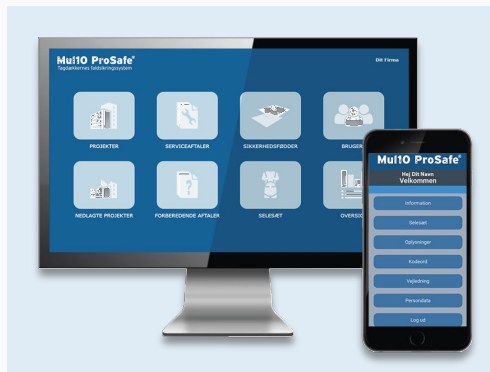 Mul10 ProSafe®
Tagdækkernes faldsikringssystem
Dit Firma
PROJEKTER
SERVICEAFTALER
SIKKERHEDSFØDDER
BRUGER
NEDLAGTE PROJEKTER
FORBEREDENDE AFTALER
SELESÆT
OVERSIG
Mul10 ProSafe®
Hej Dit Navn
Velkommen
Information
Selesæt
Oplysninger
Kodeord
Vejledning
Persondata
Log ud